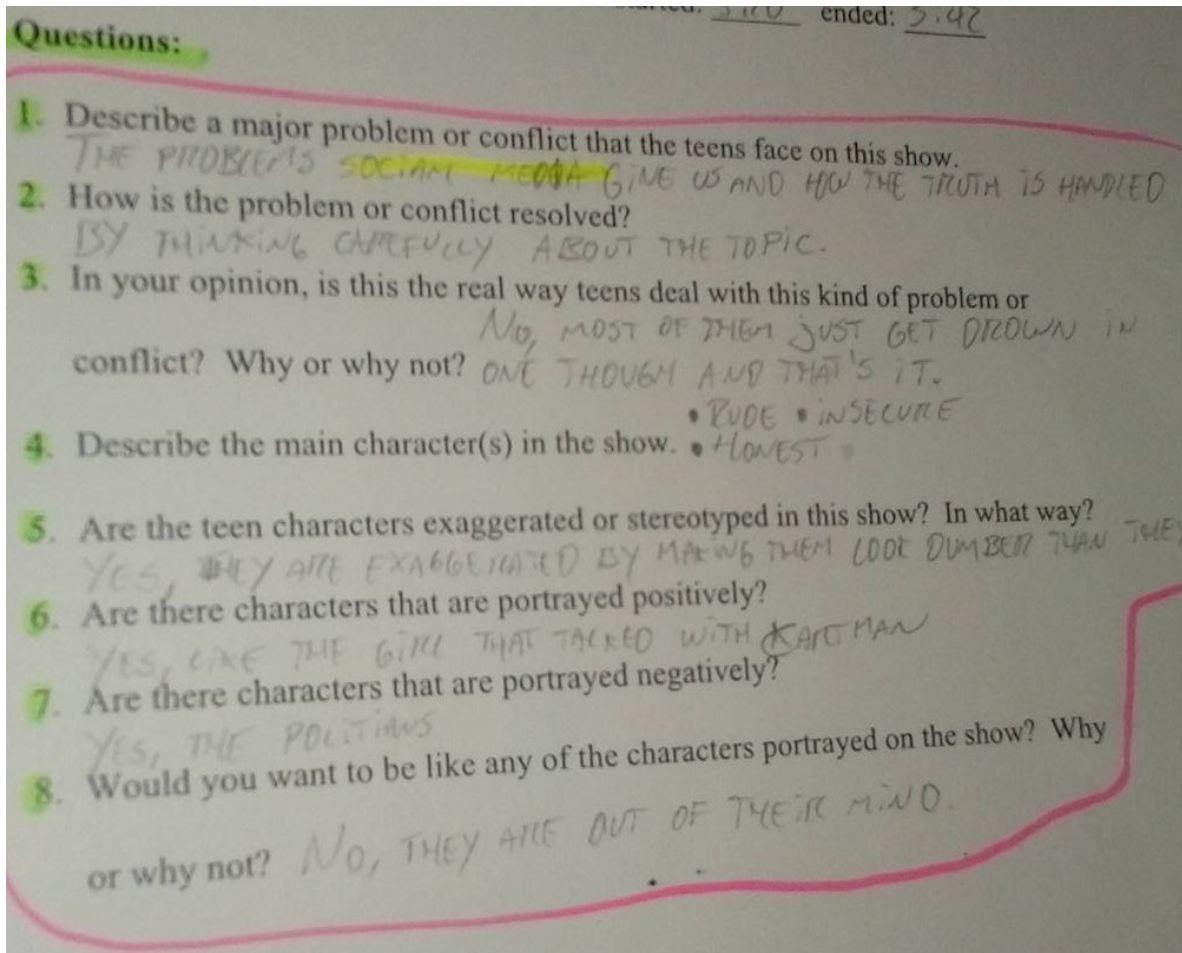 ended: 5:42
Questions:
1. Describe a major problem or conflict that the teens face on this show.
THE PROBLEMS SOCIAL MEDIA GIVE US AND HOW THE TRUTH IS HANDLED
2. How is the problem or conflict resolved?
BY THINKING CAREFULLY ABOUT THE TOPIC.
3. In your opinion, is this the real way teens deal with this kind of problem or
NO, MOST OF THEM JUST GET DROWN IN
conflict? Why or why not? ONE THOUGH AND THAT'S IT.
• RUDE • INSECURE
4. Describe the main character(s) in the show. • HONEST
5. Are the teen characters exaggerated or stereotyped in this show? In what way?
YES, THEY ARE EXAGGERATED BY MAKING THEM LOOK DUMBER THAN THEY
6. Are there characters that are portrayed positively?
YES, LIKE THE GIRL THAT TALKED WITH KARTMAN
7. Are there characters that are portrayed negatively?
YES, THE POLITIANS
8. Would you want to be like any of the characters portrayed on the show? Why
or why not? NO, THEY ARE OUT OF THEIR MIND.